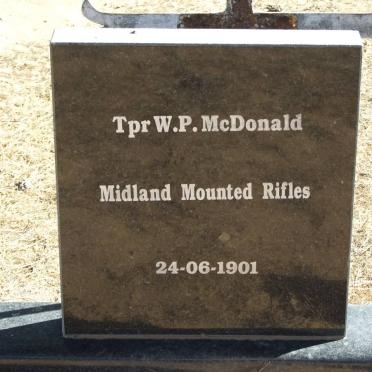 Tpr W.P. McDonald
Midland Mounted Rifles
24-06-1901